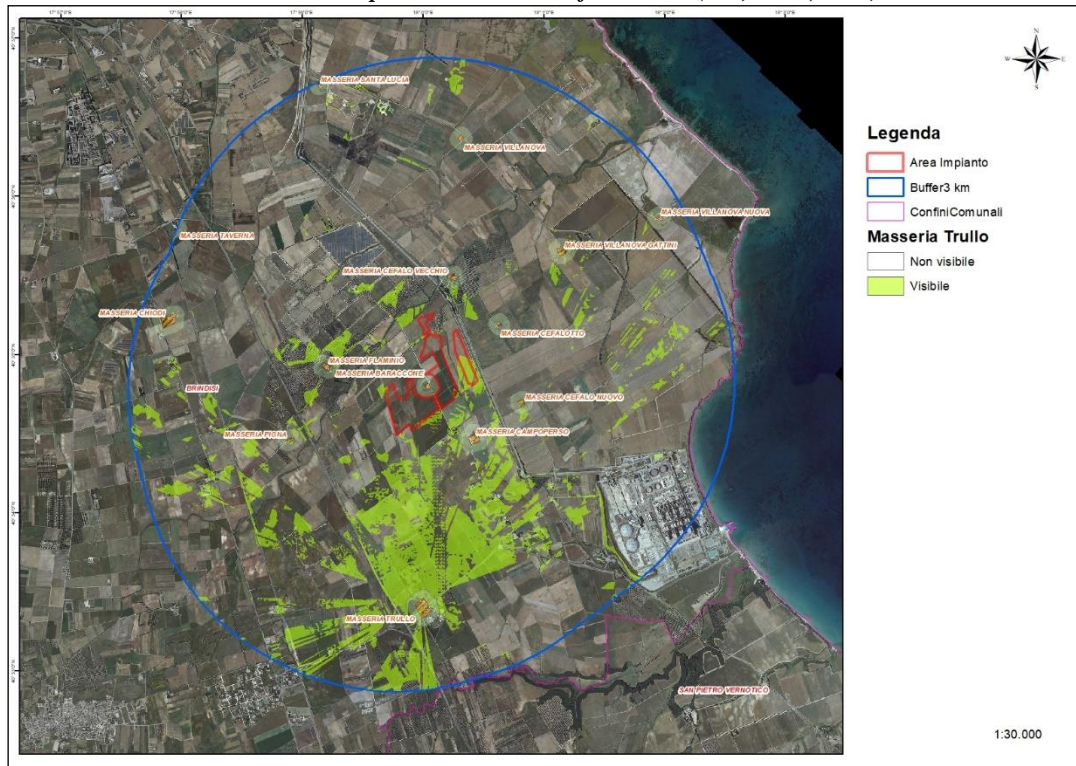 N
W E
S
MASSERIA SANTA LUCIA
MASSERIA VILLANOVA
MASSERIA VILLANOVA NUOVA
MASSERIA TAVERNA
MASSERIA VILLANOVA GATTINI
MASSERIA CEFALO VECCHIO
MASSERIA CHIODI
MASSERIA CEFALOTTO
MASSERIA FLAMINIO
MASSERIA BARACCONE
BRINDISI
MASSERIA CEFALO NUOVO
MASSERIA PIGNA
MASSERIA CAMPOPERSO
MASSERIA TRULLO
SAN PIETRO VERNOTICO
Legenda
Area Impianto
Buffer3 km
ConfiniComunali
Masseria Trullo
Non visibile
Visibile
1:30.000